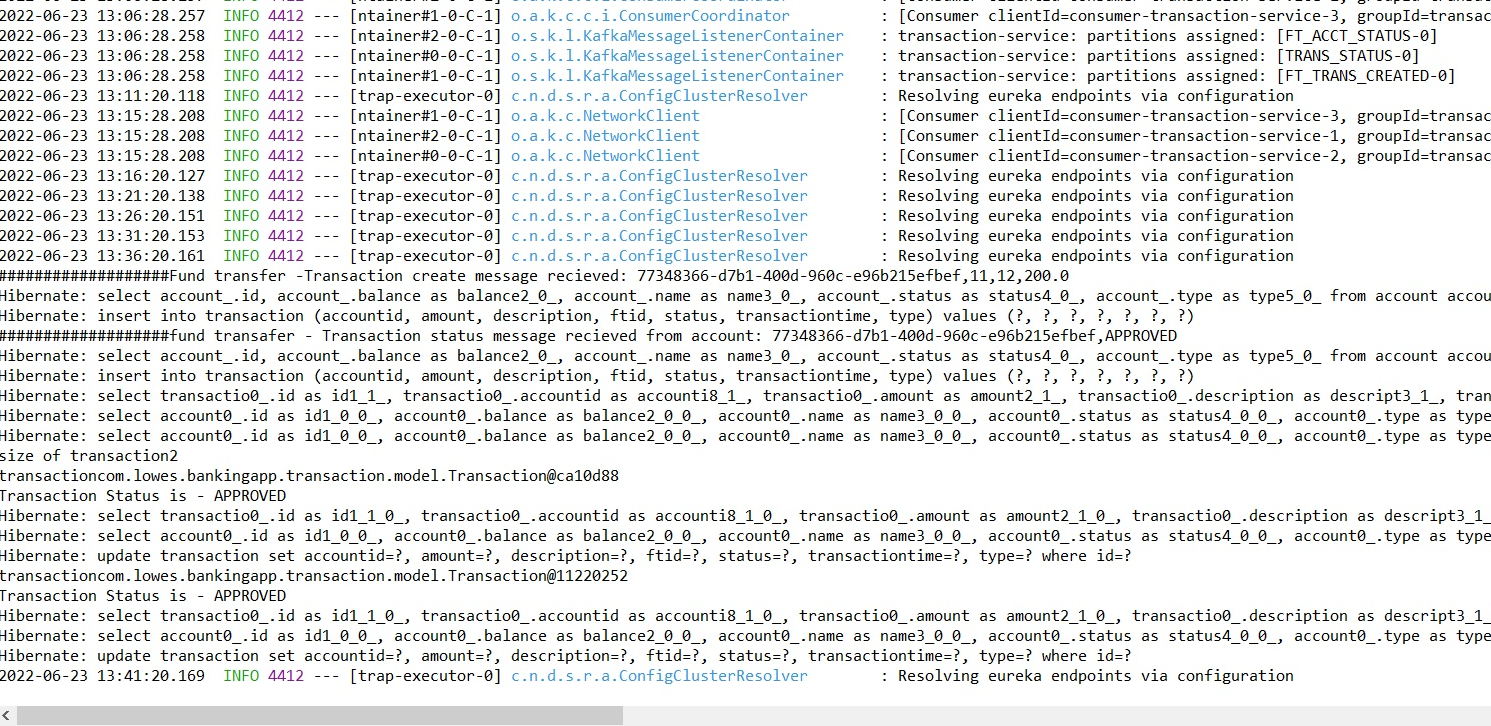 2022-06-23 13:06:28.257  INFO 4412 --- [ntainer#1-0-C-1] o.a.k.c.c.i.ConsumerCoordinator          : [Consumer clientId=consumer-transaction-service-3, groupId=transac
2022-06-23 13:06:28.258  INFO 4412 --- [ntainer#2-0-C-1] o.s.k.l.KafkaMessageListenerContainer    : transaction-service: partitions assigned: [FT_ACCT_STATUS-0]
2022-06-23 13:06:28.258  INFO 4412 --- [ntainer#0-0-C-1] o.s.k.l.KafkaMessageListenerContainer    : transaction-service: partitions assigned: [TRANS_STATUS-0]
2022-06-23 13:06:28.258  INFO 4412 --- [ntainer#1-0-C-1] o.s.k.l.KafkaMessageListenerContainer    : transaction-service: partitions assigned: [FT_TRANS_CREATED-0]
2022-06-23 13:11:20.118  INFO 4412 --- [trap-executor-0] c.n.d.s.r.a.ConfigClusterResolver        : Resolving eureka endpoints via configuration
2022-06-23 13:15:28.208  INFO 4412 --- [ntainer#1-0-C-1] o.a.k.c.NetworkClient                    : [Consumer clientId=consumer-transaction-service-3, groupId=transac
2022-06-23 13:15:28.208  INFO 4412 --- [ntainer#2-0-C-1] o.a.k.c.NetworkClient                    : [Consumer clientId=consumer-transaction-service-1, groupId=transac
2022-06-23 13:15:28.208  INFO 4412 --- [ntainer#0-0-C-1] o.a.k.c.NetworkClient                    : [Consumer clientId=consumer-transaction-service-2, groupId=transac
2022-06-23 13:16:20.127  INFO 4412 --- [trap-executor-0] c.n.d.s.r.a.ConfigClusterResolver        : Resolving eureka endpoints via configuration
2022-06-23 13:21:20.138  INFO 4412 --- [trap-executor-0] c.n.d.s.r.a.ConfigClusterResolver        : Resolving eureka endpoints via configuration
2022-06-23 13:26:20.151  INFO 4412 --- [trap-executor-0] c.n.d.s.r.a.ConfigClusterResolver        : Resolving eureka endpoints via configuration
2022-06-23 13:31:20.153  INFO 4412 --- [trap-executor-0] c.n.d.s.r.a.ConfigClusterResolver        : Resolving eureka endpoints via configuration
2022-06-23 13:36:20.161  INFO 4412 --- [trap-executor-0] c.n.d.s.r.a.ConfigClusterResolver        : Resolving eureka endpoints via configuration
###################Fund transfer -Transaction create message recieved: 77348366-d7b1-400d-960c-e96b215efbef,11,12,200.0
Hibernate: select account_.id, account_.balance as balance2_0_, account_.name as name3_0_, account_.status as status4_0_, account_.type as type5_0_ from account accou
Hibernate: insert into transaction (accountid, amount, description, ftid, status, transactiontime, type) values (?, ?, ?, ?, ?, ?, ?)
###################fund transafer - Transaction status message recieved from account: 77348366-d7b1-400d-960c-e96b215efbef,APPROVED
Hibernate: select account_.id, account_.balance as balance2_0_, account_.name as name3_0_, account_.status as status4_0_, account_.type as type5_0_ from account accou
Hibernate: insert into transaction (accountid, amount, description, ftid, status, transactiontime, type) values (?, ?, ?, ?, ?, ?, ?)
Hibernate: select transactio0_.id as id1_1_, transactio0_.accountid as accounti8_1_, transactio0_.amount as amount2_1_, transactio0_.description as descript3_1_, tran
Hibernate: select account0_.id as id1_0_0_, account0_.balance as balance2_0_0_, account0_.name as name3_0_0_, account0_.status as status4_0_0_, account0_.type as type
Hibernate: select account0_.id as id1_0_0_, account0_.balance as balance2_0_0_, account0_.name as name3_0_0_, account0_.status as status4_0_0_, account0_.type as type
size of transaction2
transactioncom.lowes.bankingapp.transaction.model.Transaction@ca10d88
Transaction Status is - APPROVED
Hibernate: select transactio0_.id as id1_1_0_, transactio0_.accountid as accounti8_1_0_, transactio0_.amount as amount2_1_0_, transactio0_.description as descript3_1_
Hibernate: select account0_.id as id1_0_0_, account0_.balance as balance2_0_0_, account0_.name as name3_0_0_, account0_.status as status4_0_0_, account0_.type as type
Hibernate: update transaction set accountid=?, amount=?, description=?, ftid=?, status=?, transactiontime=?, type=? where id=?
transactioncom.lowes.bankingapp.transaction.model.Transaction@11220252
Transaction Status is - APPROVED
Hibernate: select transactio0_.id as id1_1_0_, transactio0_.accountid as accounti8_1_0_, transactio0_.amount as amount2_1_0_, transactio0_.description as descript3_1_
Hibernate: select account0_.id as id1_0_0_, account0_.balance as balance2_0_0_, account0_.name as name3_0_0_, account0_.status as status4_0_0_, account0_.type as type
Hibernate: update transaction set accountid=?, amount=?, description=?, ftid=?, status=?, transactiontime=?, type=? where id=?
2022-06-23 13:41:20.169  INFO 4412 --- [trap-executor-0] c.n.d.s.r.a.ConfigClusterResolver        : Resolving eureka endpoints via configuration